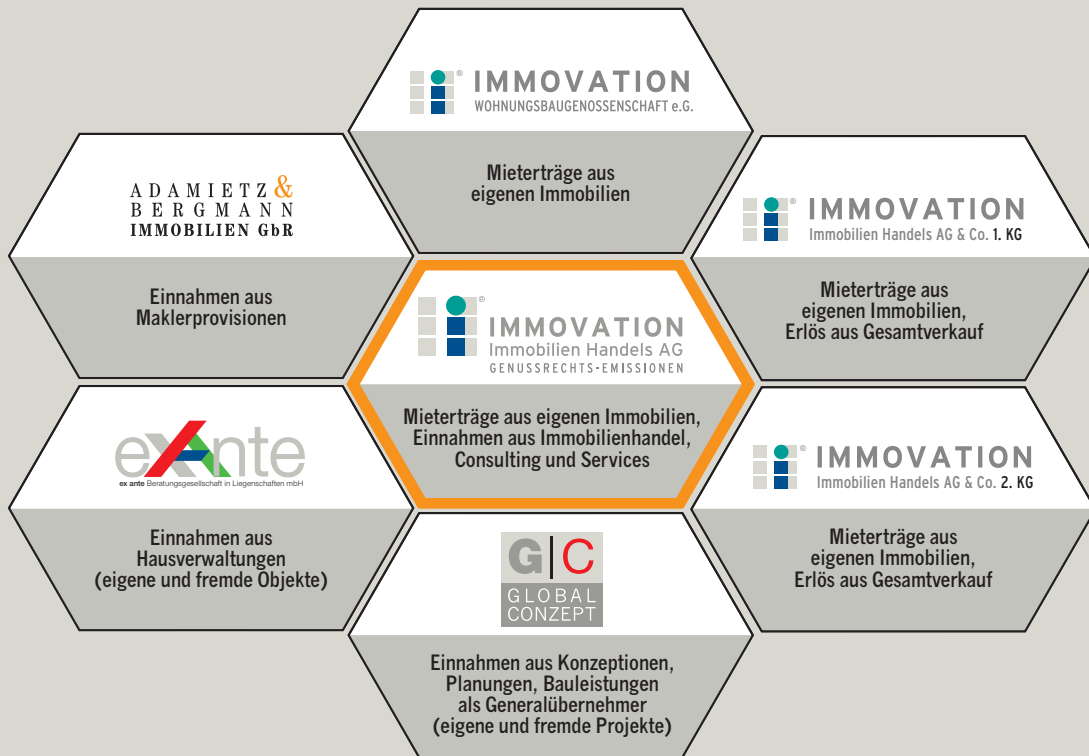 IMMOVATION
WOHNUNGSBAUGENOSSENSCHAFT e.G.
Mieterträge aus
eigenen Immobilien
ADAMIETZ &
BERGMANN
IMMOBILIEN GbR
Einnahmen aus
Maklerprovisionen
IMMOVATION
Immobilien Handels AG & Co. 1. KG
Mieterträge aus
eigenen Immobilien,
Erlös aus Gesamtverkauf
IMMOVATION
Immobilien Handels AG
GENUSSRECHTS-EMISSIONEN
Mieterträge aus eigenen Immobilien,
Einnahmen aus Immobilienhandel,
Consulting und Services
exAnte
ex ante Beratungsgesellschaft in Liegenschaften mbH
Einnahmen aus
Hausverwaltungen
(eigene und fremde Objekte)
IMMOVATION
Immobilien Handels AG & Co. 2. KG
Mieterträge aus
eigenen Immobilien,
Erlös aus Gesamtverkauf
G|C
GLOBAL
CONZEPT
Einnahmen aus Konzeptionen,
Planungen, Bauleistungen
als Generalübernehmer
(eigene und fremde Projekte)